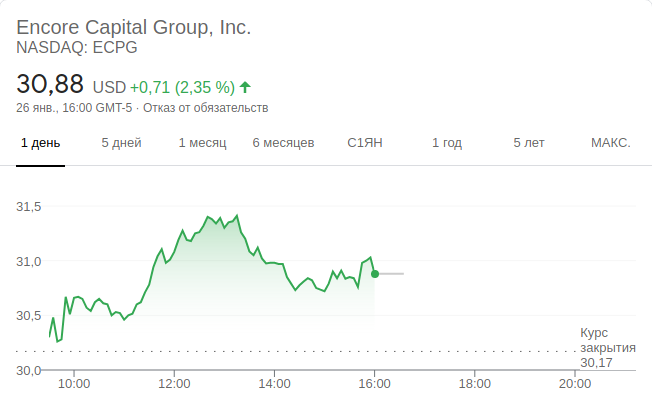 Encore Capital Group, Inc.
NASDAQ: ECPG
30,88 USD +0,71 (2,35 %)
26 янв., 16:00 GMT-5 · Отказ от обязательств
1 день 5 дней 1 месяц 6 месяцев С1ЯН 1 год 5 лет МАКС.
31,5
31,0
30,5
Курс
закрытия
30,17
30,0
10:00 12:00 14:00 16:00 18:00 20:00